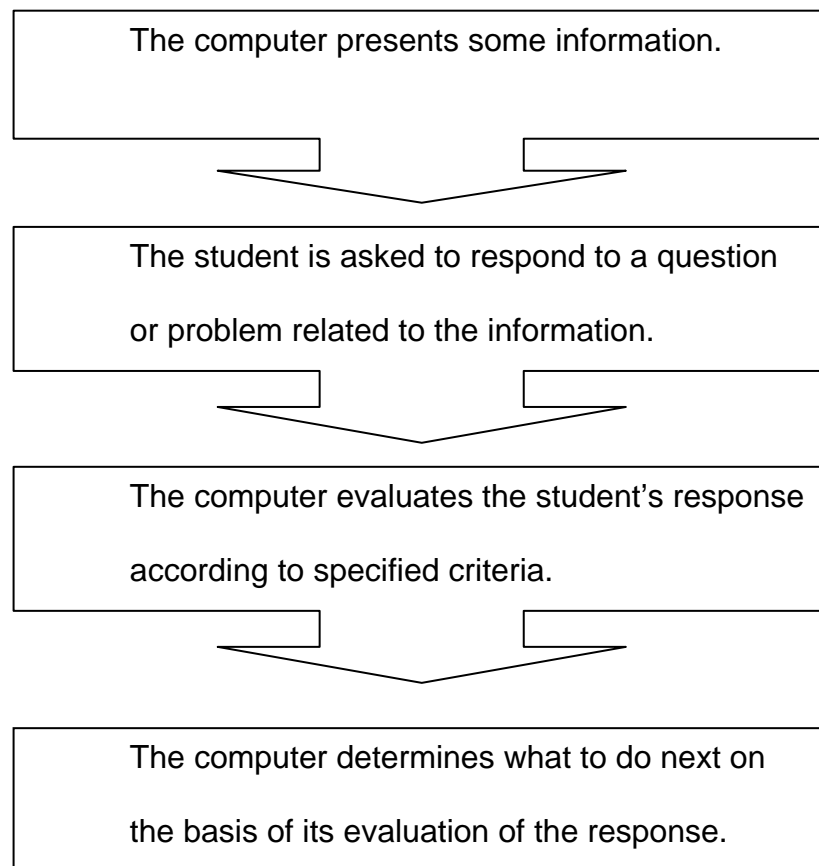 The computer presents some information.
The student is asked to respond to a question
or problem related to the information.
The computer evaluates the student’s response
according to specified criteria.
The computer determines what to do next on
the basis of its evaluation of the response.